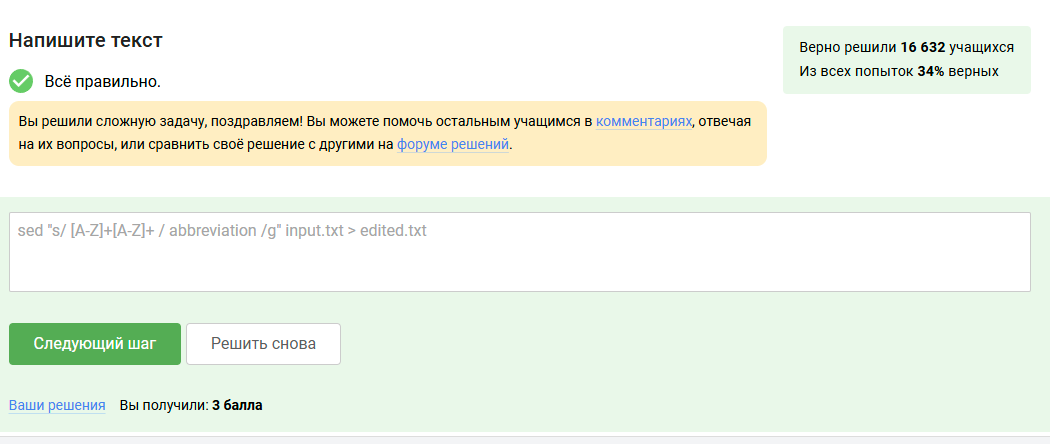 Напишите текст
Верно решили 16 632 учащихся
Из всех попыток 34% верных
Всё правильно.
Вы решили сложную задачу, поздравляем! Вы можете помочь остальным учащимся в комментариях, отвечая
на их вопросы, или сравнить своё решение с другими на форуме решений.
sed "s/ [A-Z]+[A-Z]+ / abbreviation /g" input.txt > edited.txt
Следующий шаг
Решить снова
Ваши решения Вы получили: 3 балла